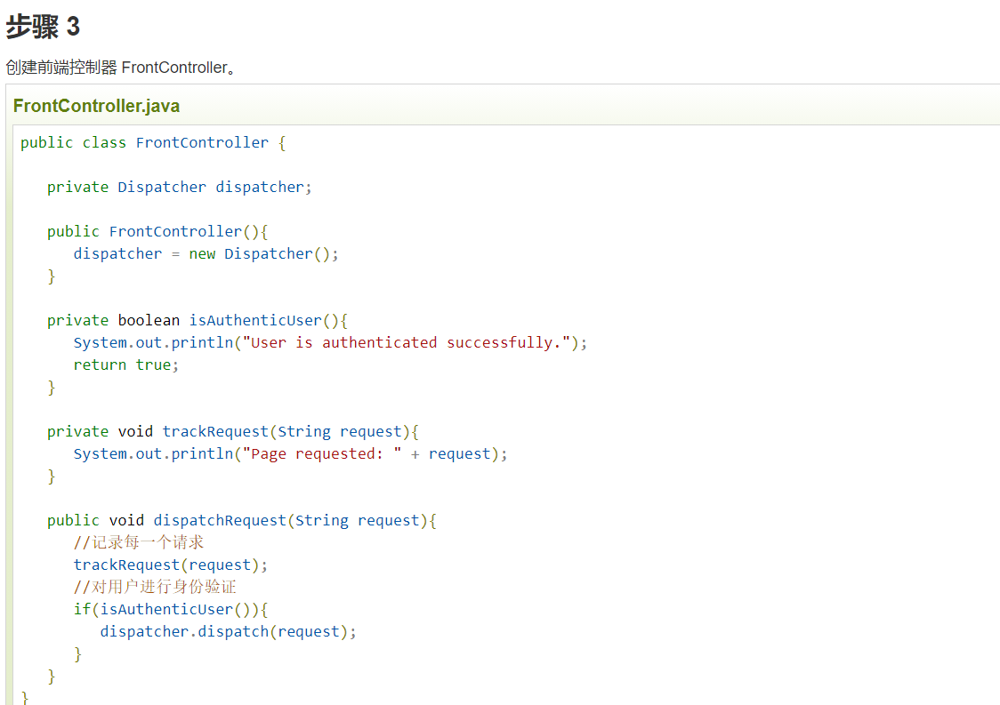 步骤 3
创建前端控制器 FrontController。
FrontController.java
public class FrontController {
   private Dispatcher dispatcher;
   public FrontController(){
      dispatcher = new Dispatcher();
   }
   private boolean isAuthenticUser(){
      System.out.println("User is authenticated successfully.");
      return true;
   }
   private void trackRequest(String request){
      System.out.println("Page requested: " + request);
   }
   public void dispatchRequest(String request){
      //记录每一个请求
      trackRequest(request);
      //对用户进行身份验证
      if(isAuthenticUser()){
         dispatcher.dispatch(request);
      }
   }
}